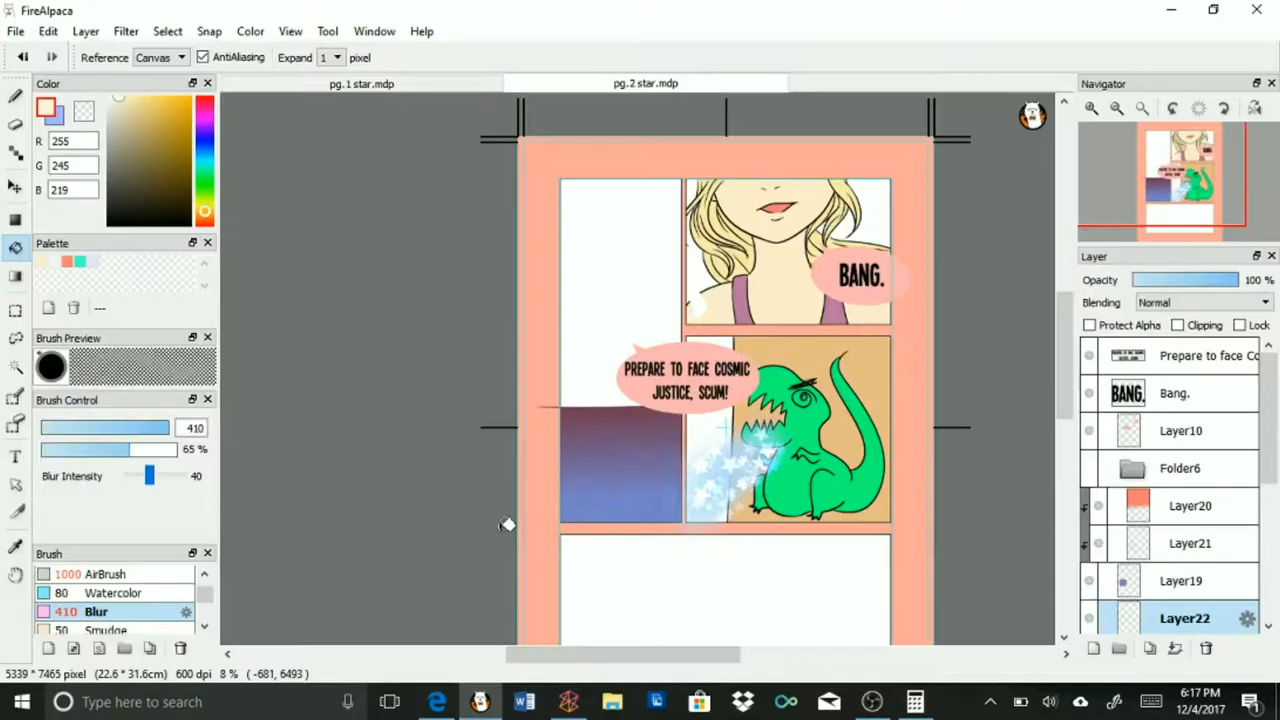 FireAlpaca
File Edit Layer Filter Select Snap Color View Tool Window Help
Reference Canvas AntiAliasing Expand 1 pixel
Color
pg.1 star.mdp
pg.2 star.mdp
Navigator
R 255
G 245
B 219
Palette
---
Brush Preview
Brush Control
410
65 %
Blur Intensity 40
Brush
1000 AirBrush
80 Watercolor
410 Blur
50 Smudge
BANG.
PREPARE TO FACE COSMIC
JUSTICE, SCUM!
Layer
Opacity 100 %
Blending Normal
Protect Alpha Clipping Lock
Prepare to face Co
BANG. Bang.
Layer10
Folder6
Layer20
Layer21
Layer19
Layer22
5339 * 7465 pixel (22.6 * 31.6cm) 600 dpi 8 % ( -681, 6493 )
Type here to search
6:17 PM
12/4/2017